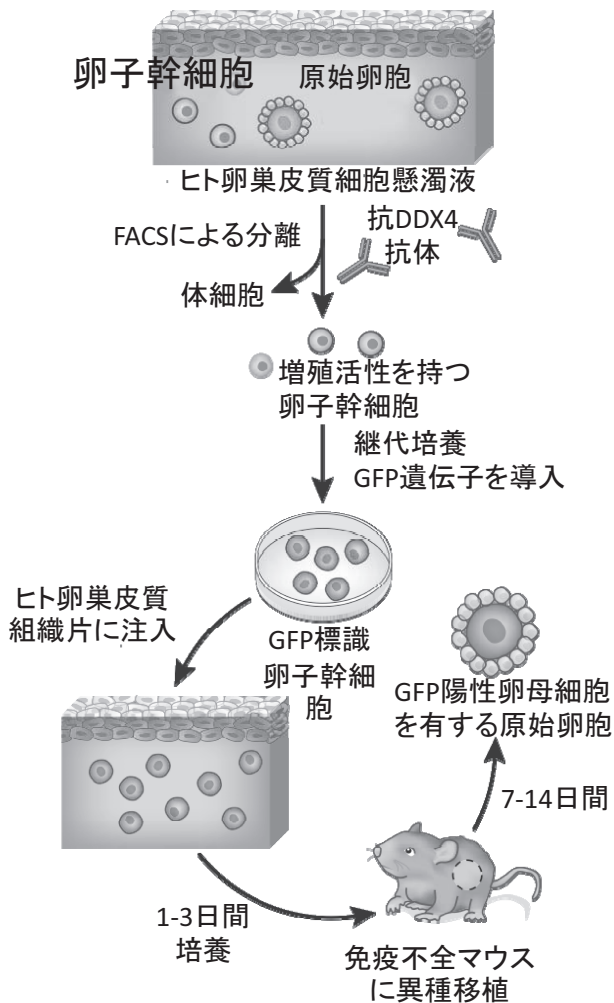 卵子幹細胞
原始卵胞
ヒト卵巣皮質細胞懸濁液
FACSによる分離
抗DDX4
抗体
体細胞
増殖活性を持つ
卵子幹細胞
継代培養
GFP遺伝子を導入
ヒト卵巣皮質
組織片に注入
GFP標識
卵子幹細
胞
GFP陽性卵母細胞
を有する原始卵胞
7-14日間
1-3日間
培養
免疫不全マウス
に異種移植